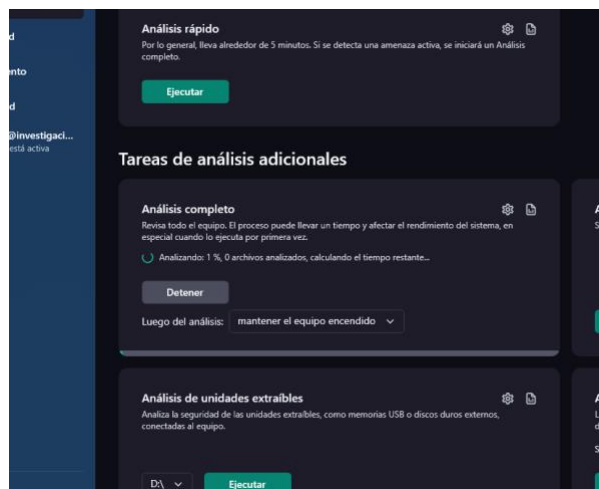 Análisis rápido
Por lo general, lleva alrededor de 5 minutos. Si se detecta una amenaza activa, se iniciará un Análisis
completo.
Ejecutar
d
ento
d
@investigaci...
está activa
Tareas de análisis adicionales
Análisis completo
Revisa todo el equipo. El proceso puede llevar un tiempo y afectar el rendimiento del sistema, en
especial cuando lo ejecuta por primera vez.
Analizando: 1 %, 0 archivos analizados, calculando el tiempo restante...
Detener
Luego del análisis: mantener el equipo encendido
Análisis de unidades extraíbles
Analiza la seguridad de las unidades extraíbles, como memorias USB o discos duros externos,
conectadas al equipo.
D:\ Ejecutar